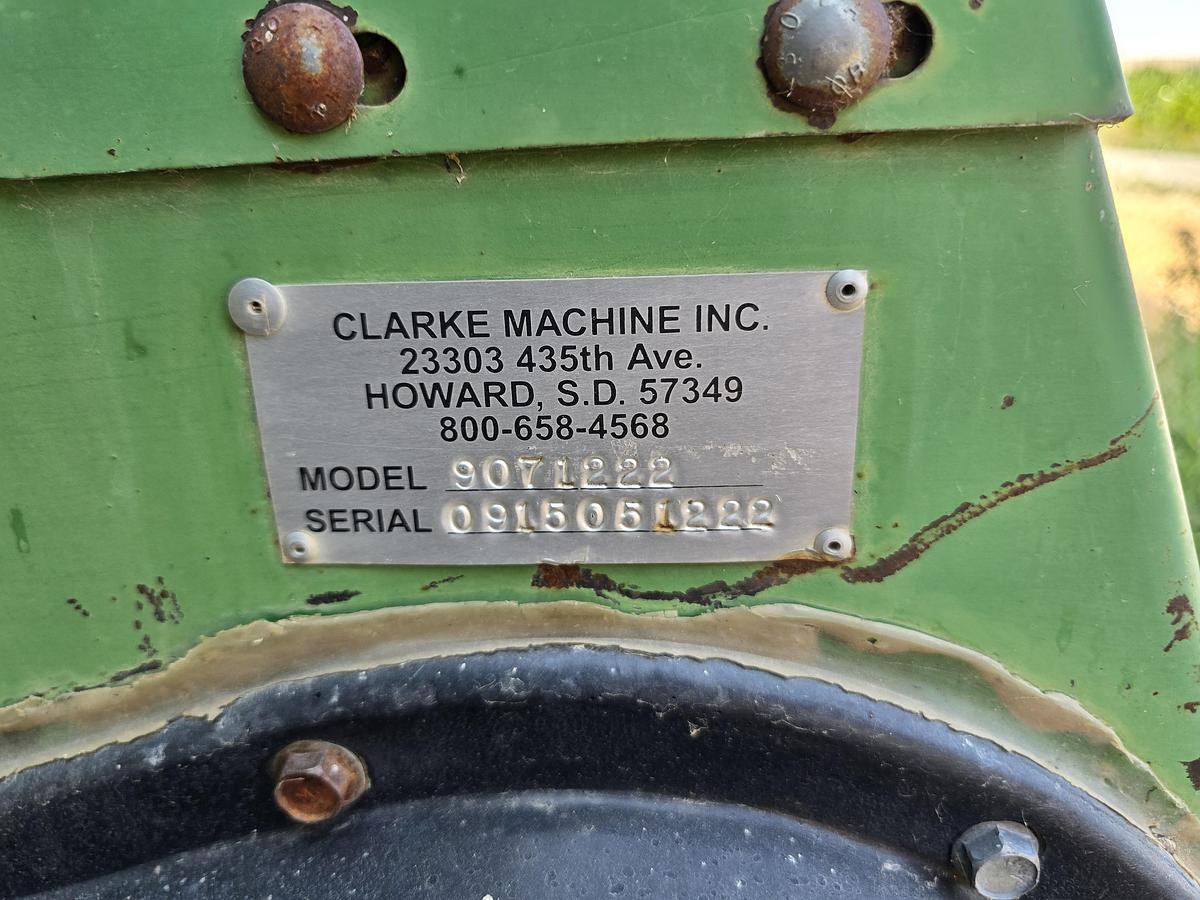 CLARKE MACHINE INC.
23303 435th Ave.
HOWARD, S.D. 57349
800-658-4568
MODEL 9071222
SERIAL 0915051222